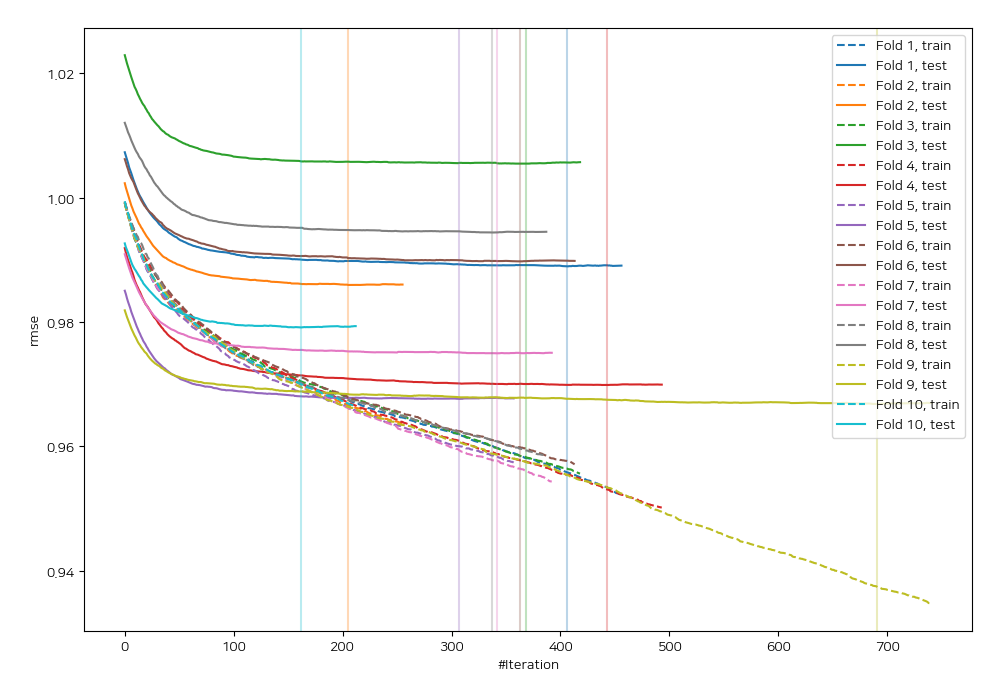 1.02
1.00
0.98
0.96
0.94
rmse
0
100
200
300
400
500
600
700
#Iteration
Fold 1, train
Fold 1, test
Fold 2, train
Fold 2, test
Fold 3, train
Fold 3, test
Fold 4, train
Fold 4, test
Fold 5, train
Fold 5, test
Fold 6, train
Fold 6, test
Fold 7, train
Fold 7, test
Fold 8, train
Fold 8, test
Fold 9, train
Fold 9, test
Fold 10, train
Fold 10, test